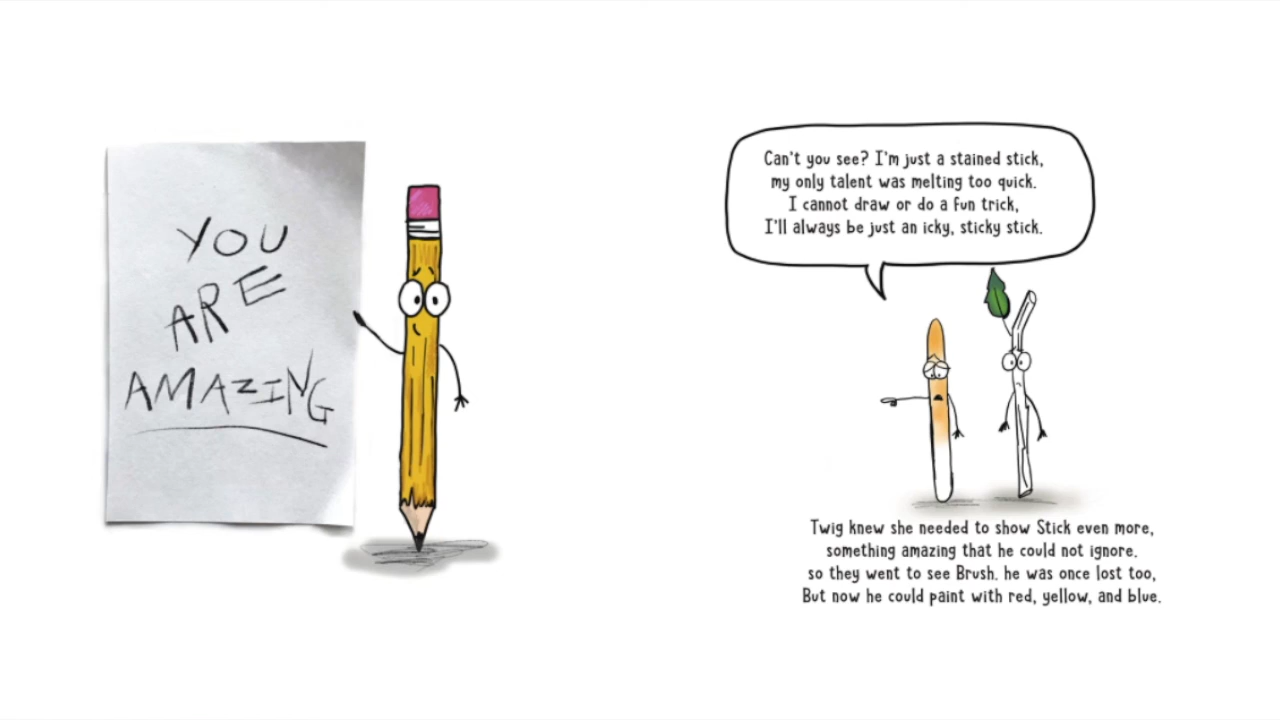 YOU
ARE
AMAZING
Can't you see? I'm just a stained stick,
my only talent was melting too quick.
I cannot draw or do a fun trick,
I'll always be just an icky, sticky stick.
Twig knew she needed to show Stick even more,
something amazing that he could not ignore.
so they went to see Brush. he was once lost too,
But now he could paint with red, yellow, and blue.